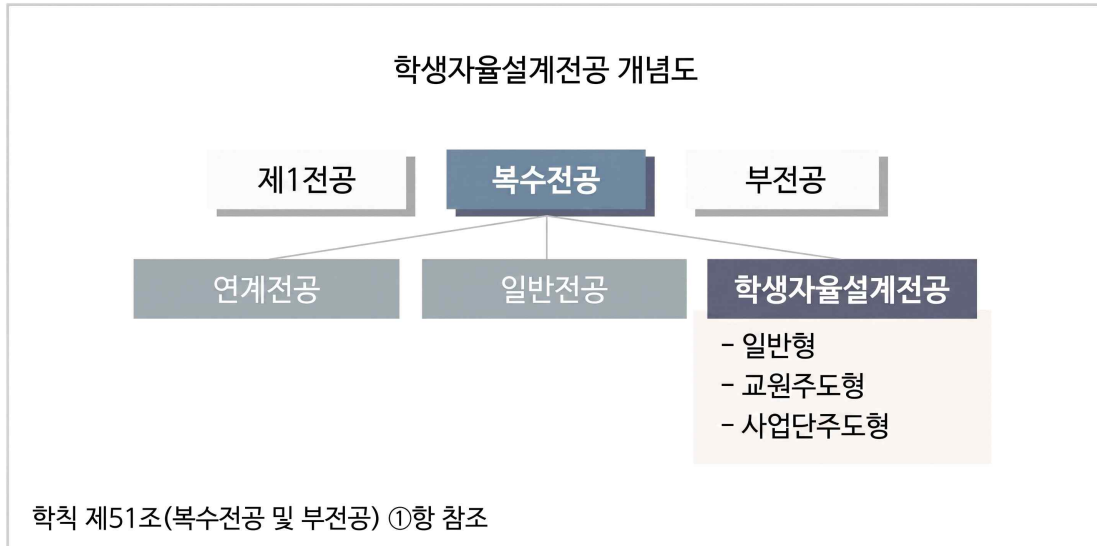 학생자율설계전공 개념도
제1전공
복수전공
부전공
연계전공
일반전공
학생자율설계전공
- 일반형
- 교원주도형
- 사업단주도형
학칙 제51조(복수전공 및 부전공) ①항 참조